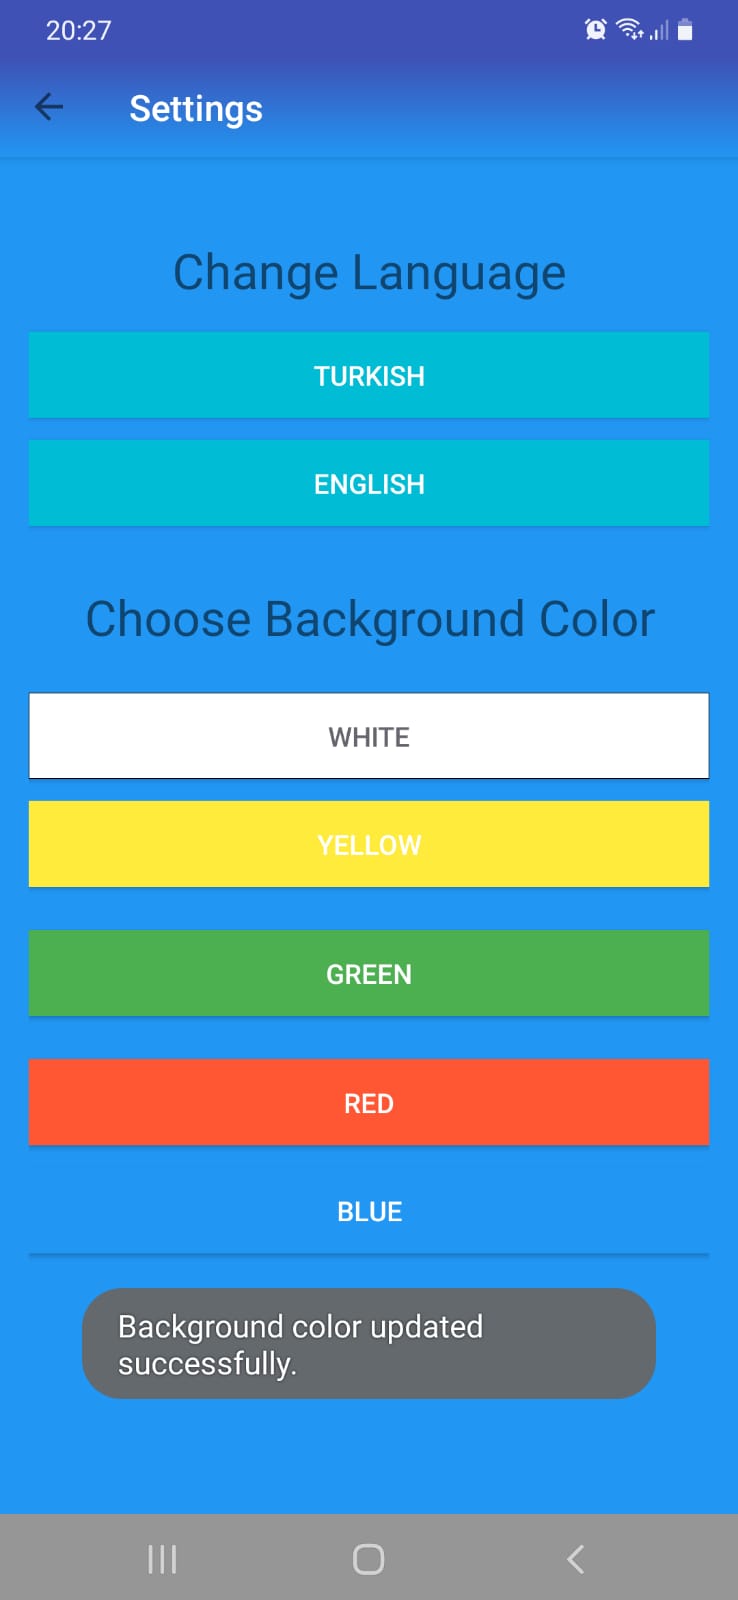 20:27
Settings
Change Language
TURKISH
ENGLISH
Choose Background Color
WHITE
YELLOW
GREEN
RED
BLUE
Background color updated
successfully.